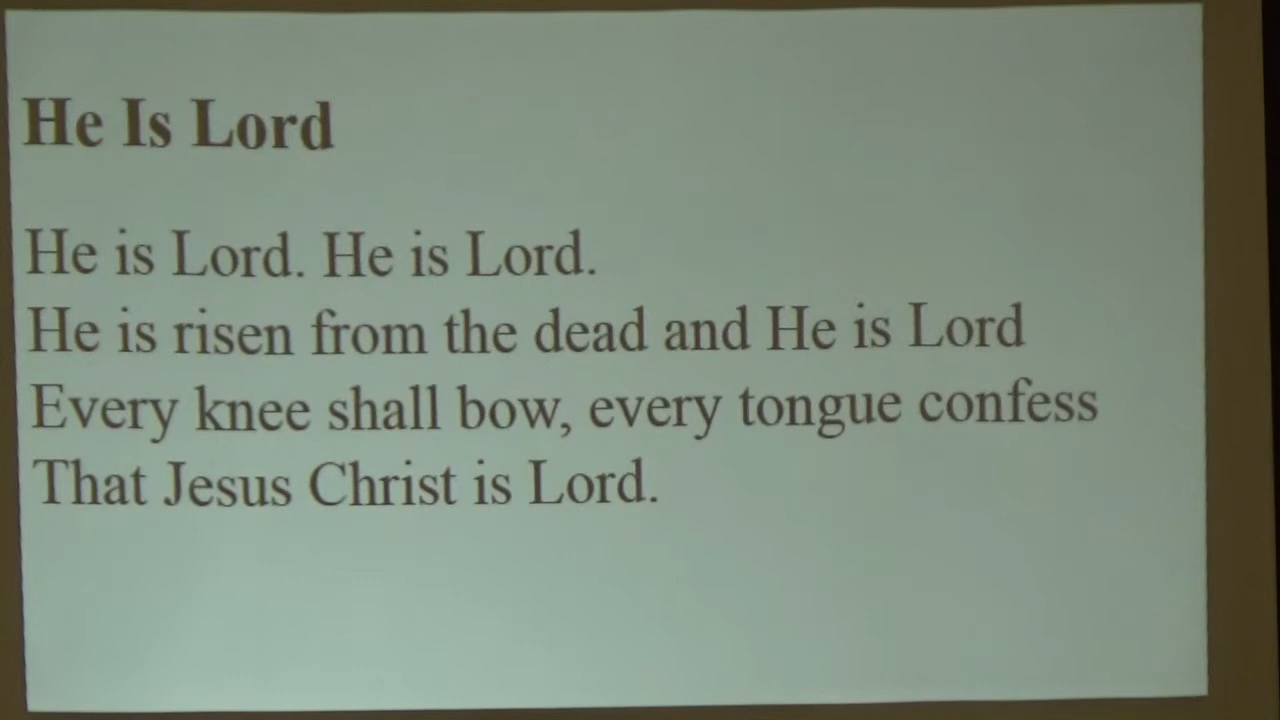 He Is Lord
He is Lord. He is Lord.
He is risen from the dead and He is Lord
Every knee shall bow, every tongue confess
That Jesus Christ is Lord.